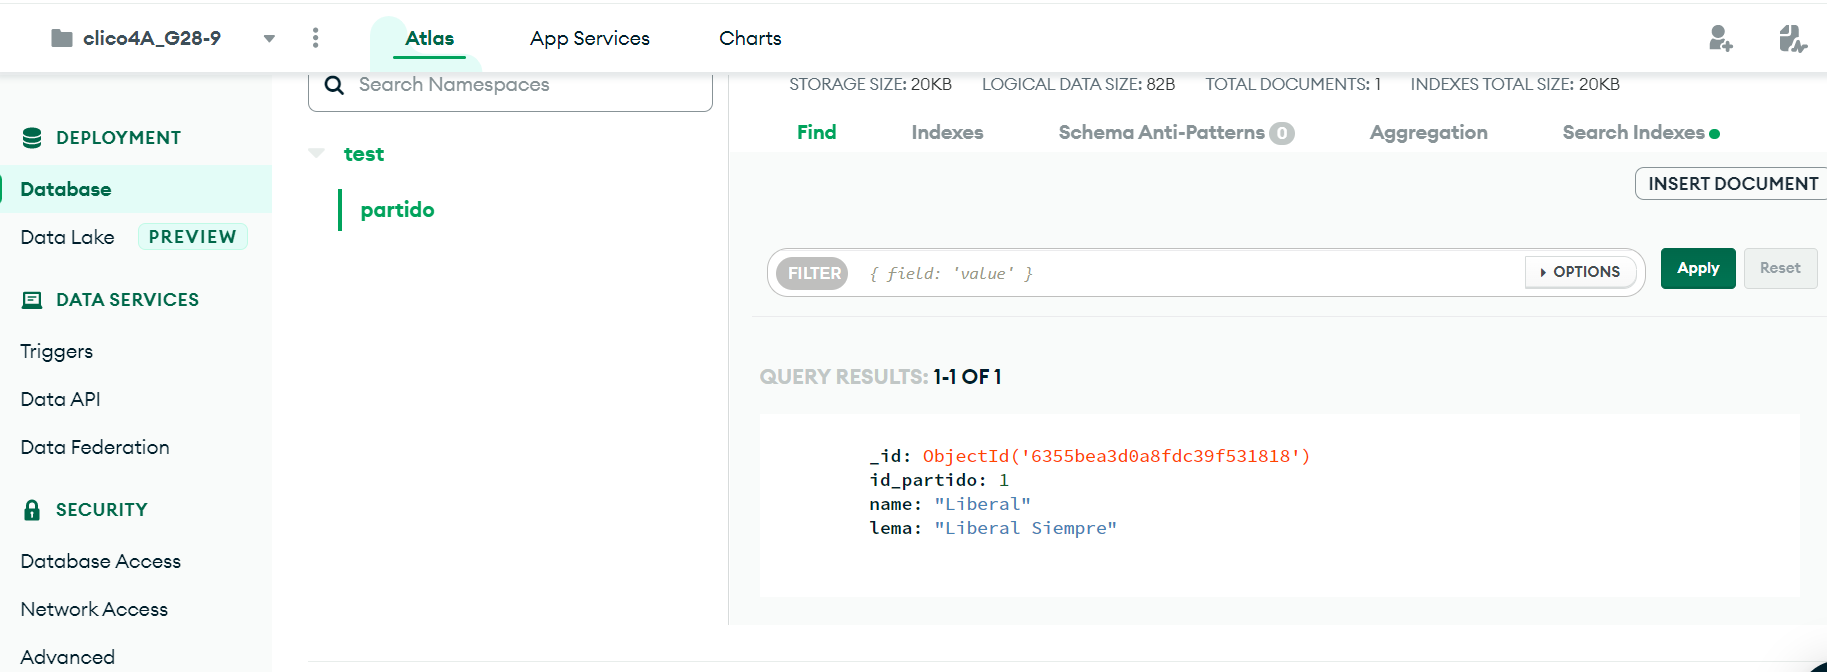 clico4A_G28-9
Atlas
App Services
Charts
DEPLOYMENT
Database
Data Lake PREVIEW
DATA SERVICES
Triggers
Data API
Data Federation
SECURITY
Database Access
Network Access
Advanced
Search Namespaces
test
partido
STORAGE SIZE: 20KB LOGICAL DATA SIZE: 82B TOTAL DOCUMENTS: 1 INDEXES TOTAL SIZE: 20KB
Find Indexes Schema Anti-Patterns 0 Aggregation Search Indexes
INSERT DOCUMENT
FILTER { field: 'value' } OPTIONS Apply Reset
QUERY RESULTS: 1-1 OF 1
_id: ObjectId('6355bea3d0a8fdc39f531818')
id_partido: 1
name: "Liberal"
lema: "Liberal Siempre"